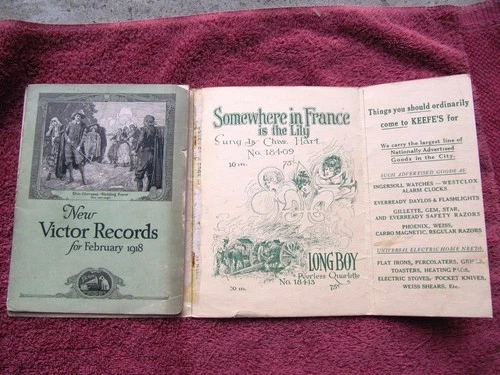 New
Victor Records
for February 1918
Somewhere in France
is the Lily
Sung by Chas. Hart.
No. 18409
10 in. 75¢
LONG BOY
Peerless Quartette
No. 18413
10 in. 75¢
Things you should ordinarily
come to KEEFE'S for
We carry the largest line of
Nationally Advertised
Goods in the City.
SUCH ADVERTISED GOODS AS
INGERSOLL WATCHES — WESTCLOX
ALARM CLOCKS
EVEREADY DAYLOS & FLASHLIGHTS
GILLETTE, GEM, STAR,
AND EVEREADY SAFETY RAZORS
PHOENIX, WEISS,
CARBO MAGNETIC, REGULAR RAZORS
UNIVERSAL ELECTRIC HOME NEEDS
FLAT IRONS, PERCOLATERS, GRILLS,
TOASTERS, HEATING PADS,
ELECTRIC STOVES, POCKET KNIVES,
WEISS SHEARS, Etc.